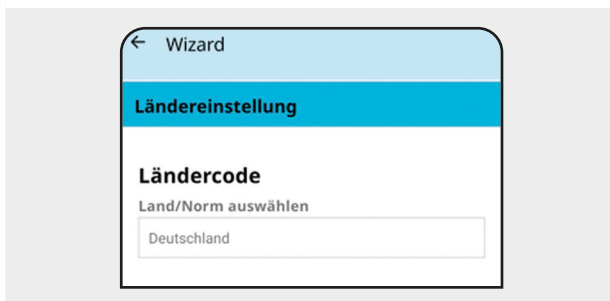 ← Wizard
Ländereinstellung
Ländercode
Land/Norm auswählen
Deutschland